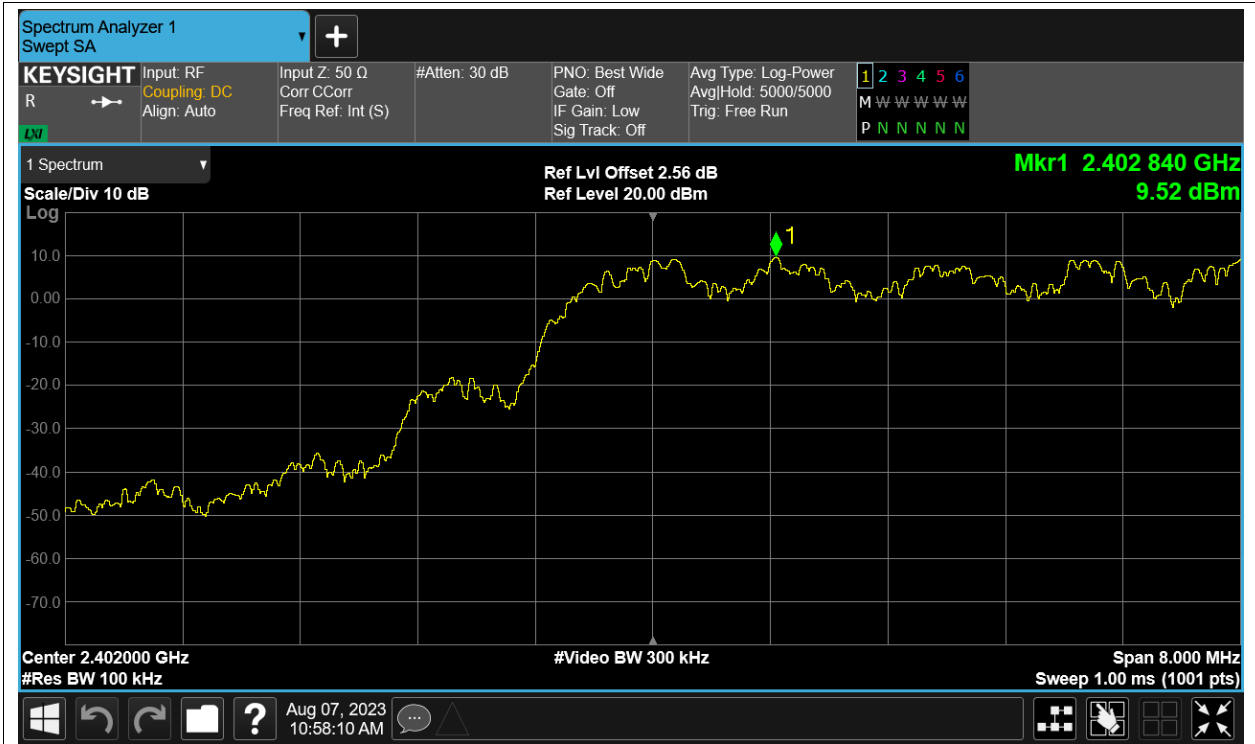 Spectrum Analyzer 1
Swept SA
KEYSIGHT
R
LXI
Input: RF
Coupling: DC
Align: Auto
Input Z: 50 Ω
Corr CCorr
Freq Ref: Int (S)
#Atten: 30 dB
PNO: Best Wide
Gate: Off
IF Gain: Low
Sig Track: Off
Avg Type: Log-Power
Avg|Hold: 5000/5000
Trig: Free Run
1 2 3 4 5 6
M W W W W W
P N N N N N
1 Spectrum
Scale/Div 10 dB
Log
Ref Lvl Offset 2.56 dB
Ref Level 20.00 dBm
Mkr1 2.402 840 GHz
9.52 dBm
1
10.0
0.00
-10.0
-20.0
-30.0
-40.0
-50.0
-60.0
-70.0
Center 2.402000 GHz
#Video BW 300 kHz
Span 8.000 MHz
#Res BW 100 kHz
Sweep 1.00 ms (1001 pts)
?
Aug 07, 2023
10:58:10 AM